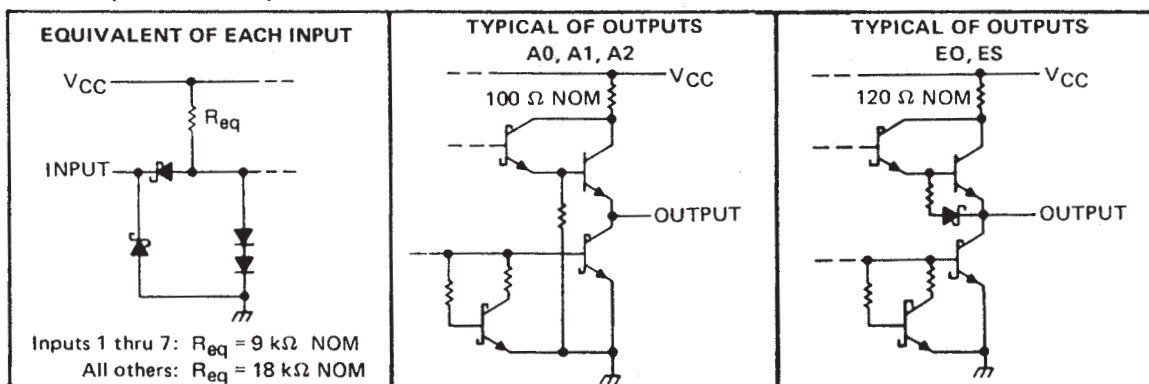 EQUIVALENT OF EACH INPUT
VCC
Req
INPUT
Inputs 1 thru 7: Req = 9 kΩ NOM
All others: Req = 18 kΩ NOM
TYPICAL OF OUTPUTS
A0, A1, A2
VCC
100 Ω NOM
OUTPUT
TYPICAL OF OUTPUTS
EO, ES
VCC
120 Ω NOM
OUTPUT